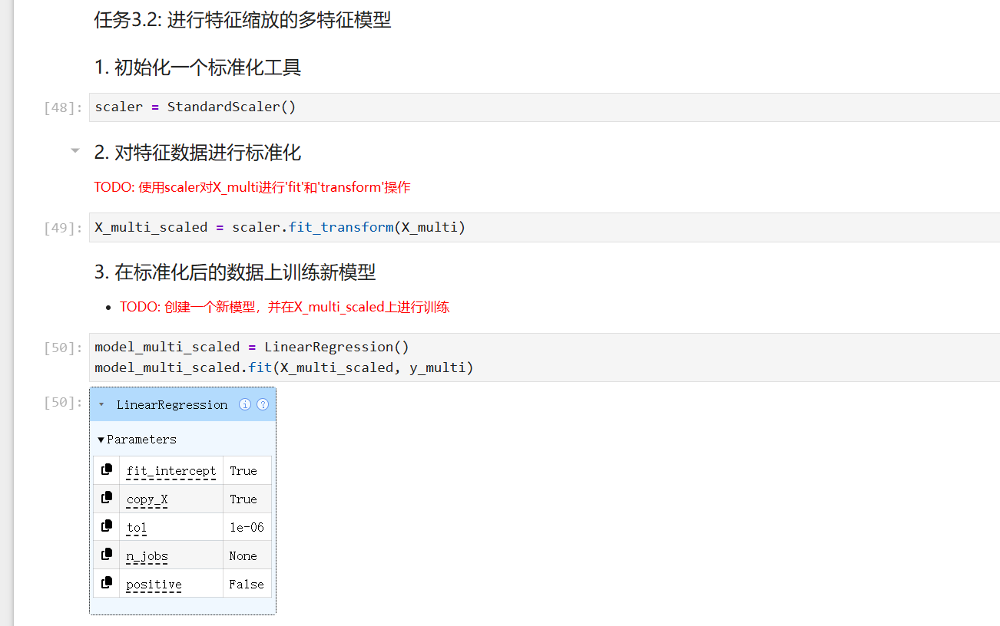 任务3.2: 进行特征缩放的多特征模型
1. 初始化一个标准化工具
[48]: scaler = StandardScaler()
2. 对特征数据进行标准化
TODO: 使用scaler对X_multi进行'fit'和'transform'操作
[49]: X_multi_scaled = scaler.fit_transform(X_multi)
3. 在标准化后的数据上训练新模型
• TODO: 创建一个新模型，并在X_multi_scaled上进行训练
[50]: model_multi_scaled = LinearRegression()
model_multi_scaled.fit(X_multi_scaled, y_multi)
[50]: ▾ LinearRegression i ?
▾Parameters
fit_intercept True
copy_X True
tol 1e-06
n_jobs None
positive False